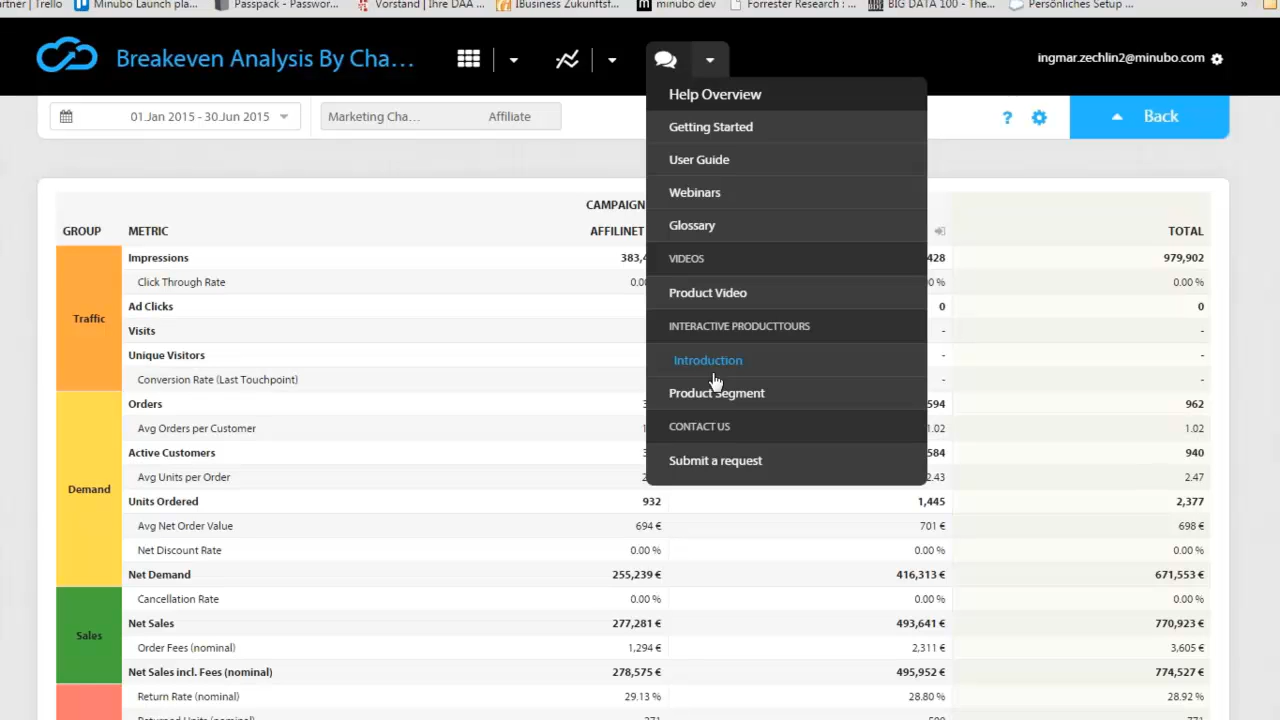 artner | Trello
Minubo Launch pla...
Passpack - Passwor...
Vorstand | Ihre DAA ...
IBusiness Zukunftsf...
minubo dev
Forrester Research : ...
BIG DATA 100 - The...
Persönliches Setup ...
»
Breakeven Analysis By Cha...
ingmar.zechlin2@minubo.com
01.Jan 2015 - 30.Jun 2015
Marketing Cha... Affiliate
?
Back
Help Overview
Getting Started
User Guide
Webinars
Glossary
VIDEOS
Product Video
INTERACTIVE PRODUCTTOURS
Introduction
Product Segment
CONTACT US
Submit a request
CAMPAIGN
GROUP METRIC AFFILINET TOTAL
Traffic
Demand
Sales
Impressions 383,4 428 979,902
Click Through Rate 0.00 0 % 0.00 %
Ad Clicks 0 0
Visits - -
Unique Visitors - -
Conversion Rate (Last Touchpoint) - -
Orders 594 962
Avg Orders per Customer 1.02 1.02
Active Customers 584 940
Avg Units per Order 2.43 2.47
Units Ordered 932 1,445 2,377
Avg Net Order Value 694 € 701 € 698 €
Net Discount Rate 0.00 % 0.00 % 0.00 %
Net Demand 255,239 € 416,313 € 671,553 €
Cancellation Rate 0.00 % 0.00 % 0.00 %
Net Sales 277,281 € 493,641 € 770,923 €
Order Fees (nominal) 1,294 € 2,311 € 3,605 €
Net Sales incl. Fees (nominal) 278,575 € 495,952 € 774,527 €
Return Rate (nominal) 29.13 % 28.80 % 28.92 %
Returned Units (nominal)